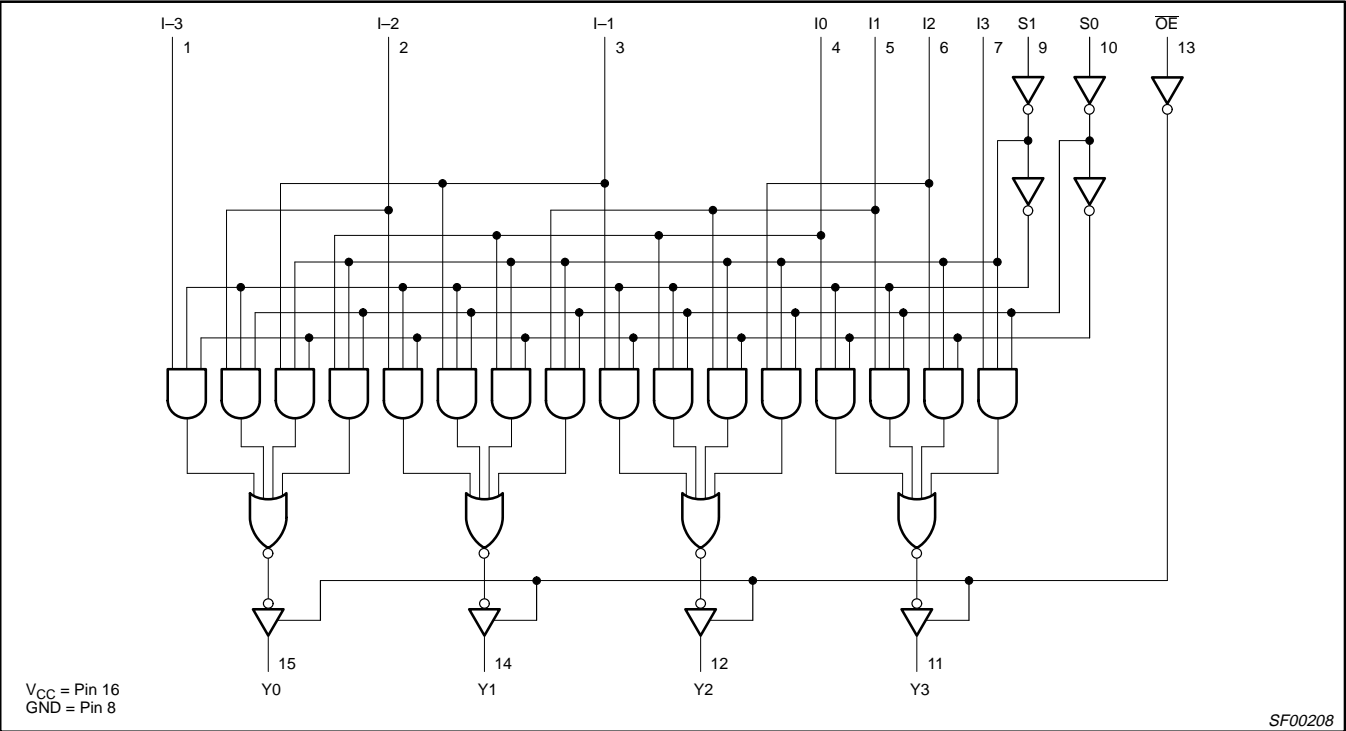 I–3 I–2 I–1 I0 I1 I2 I3 S1 S0 OE
1 2 3 4 5 6 7 9 10 13
15 14 12 11
Y0 Y1 Y2 Y3
VCC = Pin 16
GND = Pin 8
SF00208